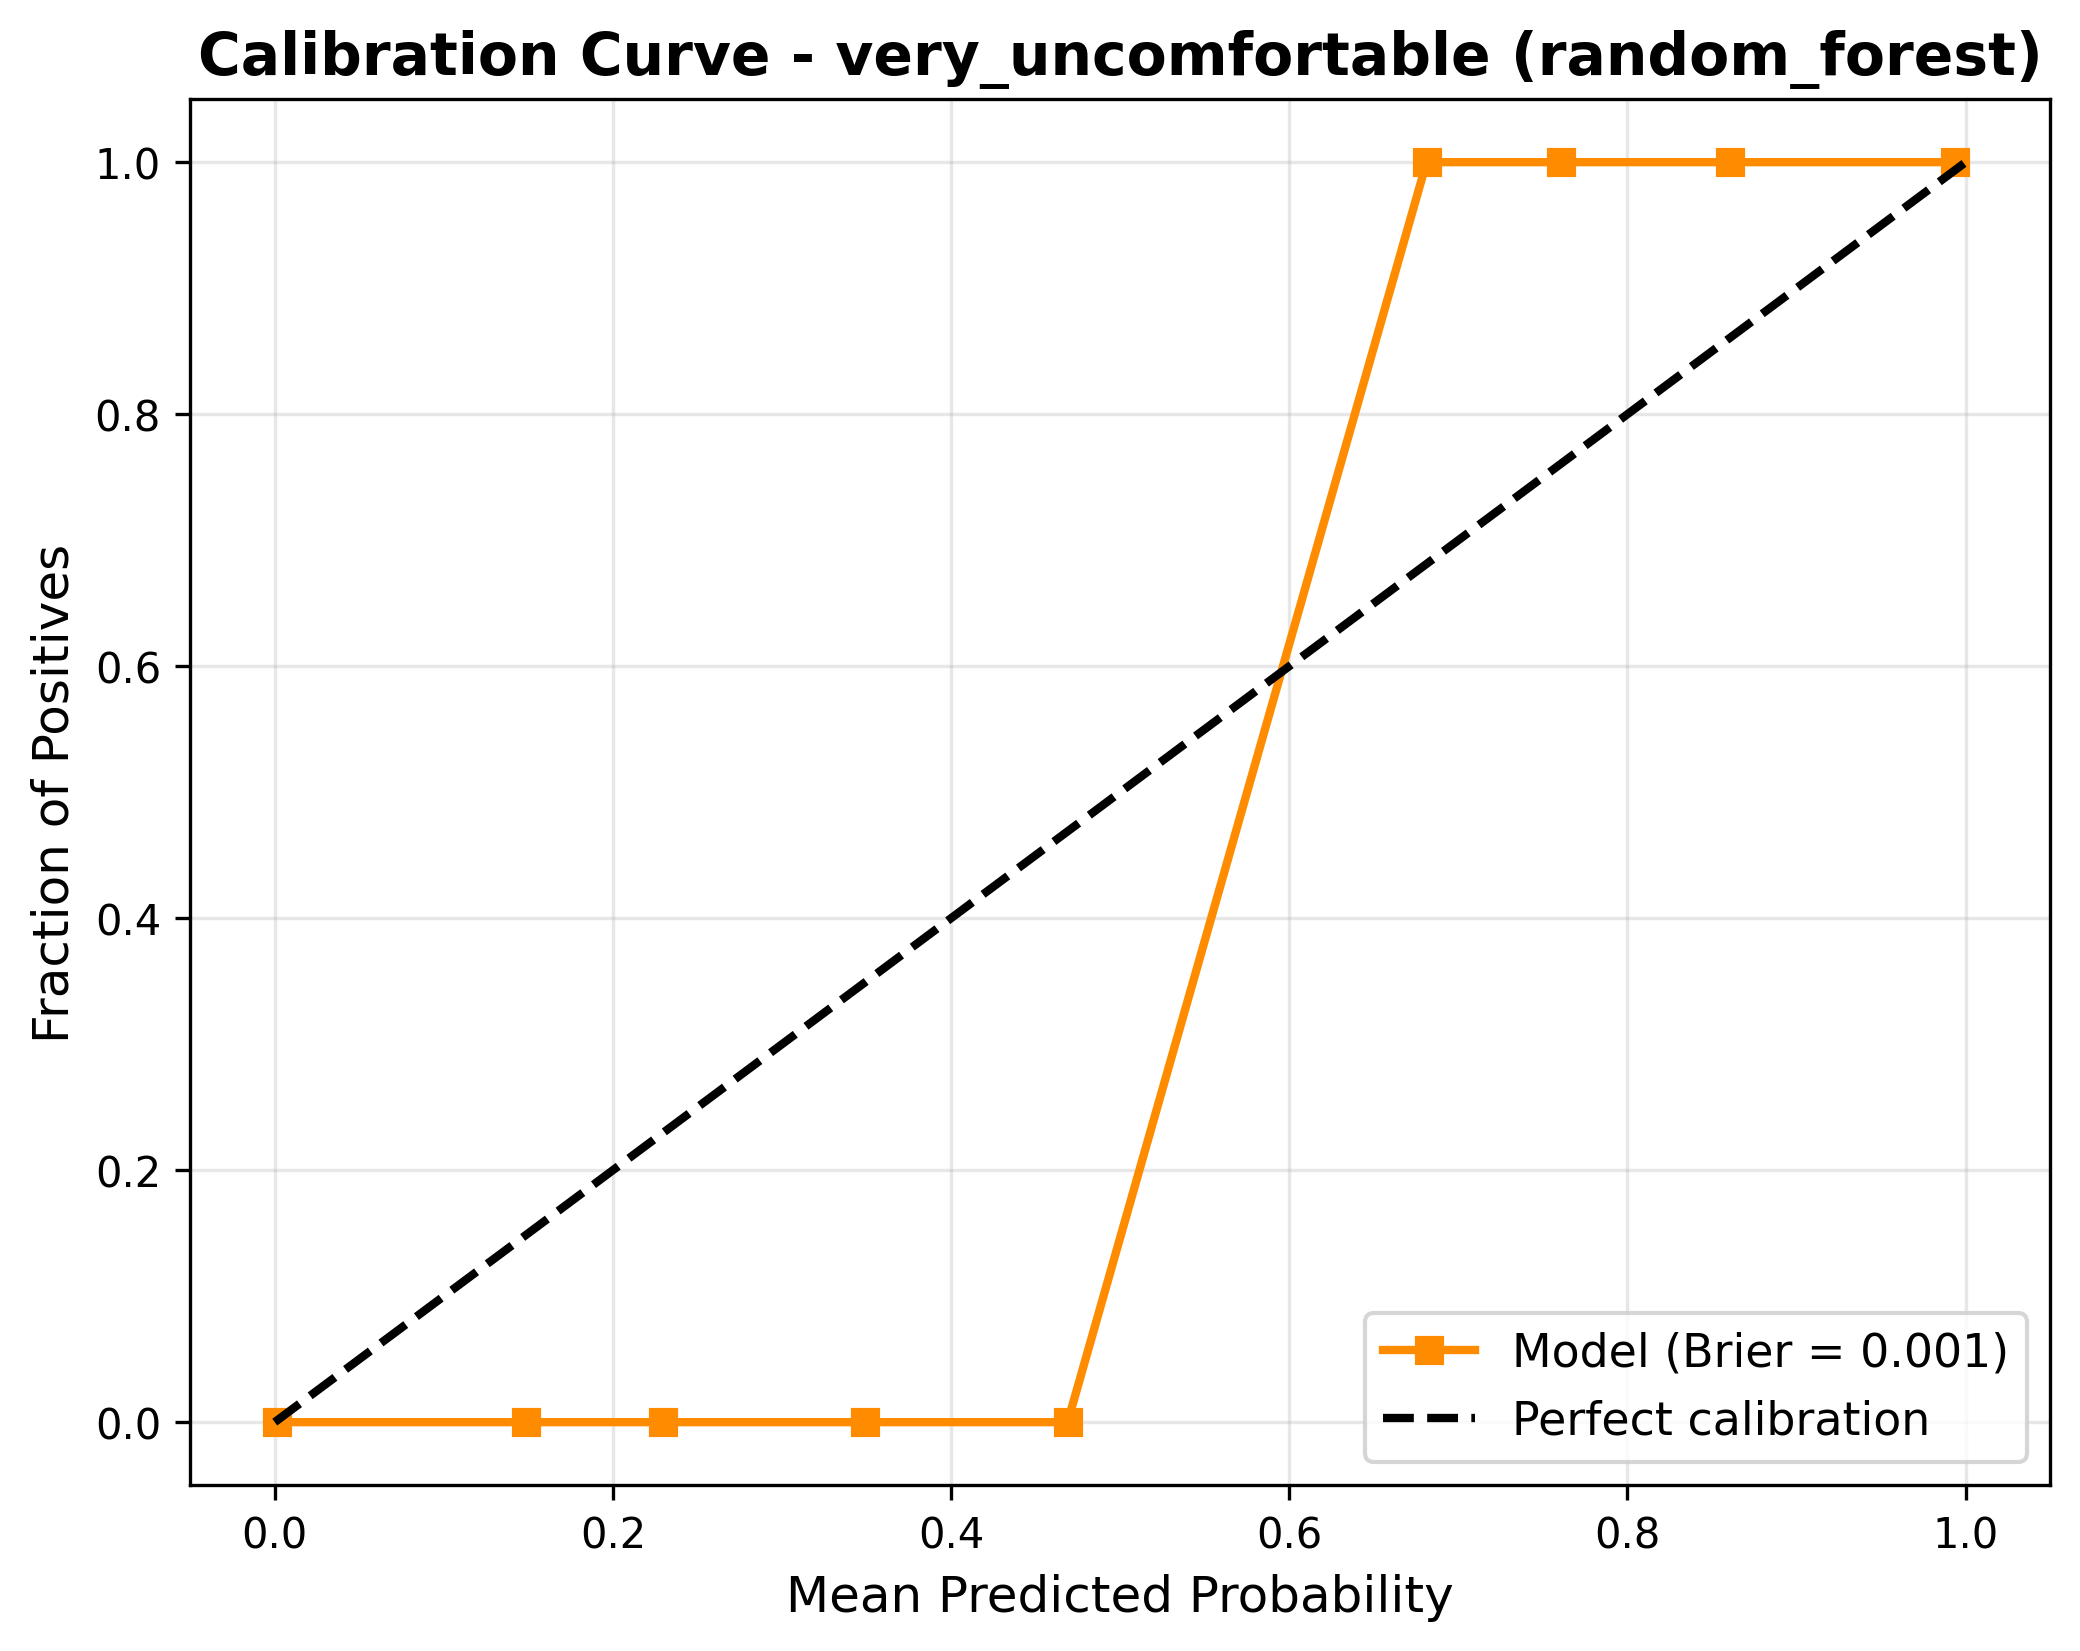 Calibration Curve - very_uncomfortable (random_forest)
Fraction of Positives
1.0
0.8
0.6
0.4
0.2
0.0
0.0 0.2 0.4 0.6 0.8 1.0
Mean Predicted Probability
Model (Brier = 0.001)
Perfect calibration